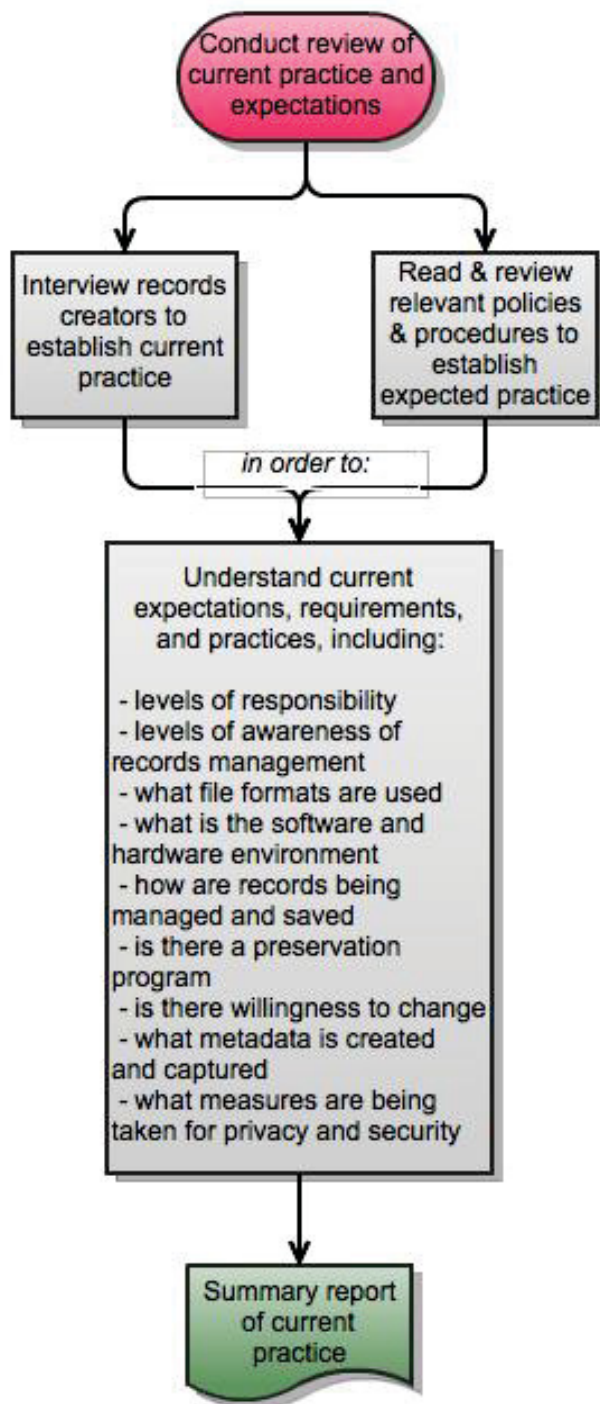 Conduct review of
current practice and
expectations
Interview records
creators to
establish current
practice
Read & review
relevant policies
& procedures to
establish
expected practice
in order to:
Understand current
expectations, requirements,
and practices, including:
- levels of responsibility
- levels of awareness of
records management
- what file formats are used
- what is the software and
hardware environment
- how are records being
managed and saved
- is there a preservation
program
- is there willingness to change
- what metadata is created
and captured
- what measures are being
taken for privacy and security
Summary report
of current
practice